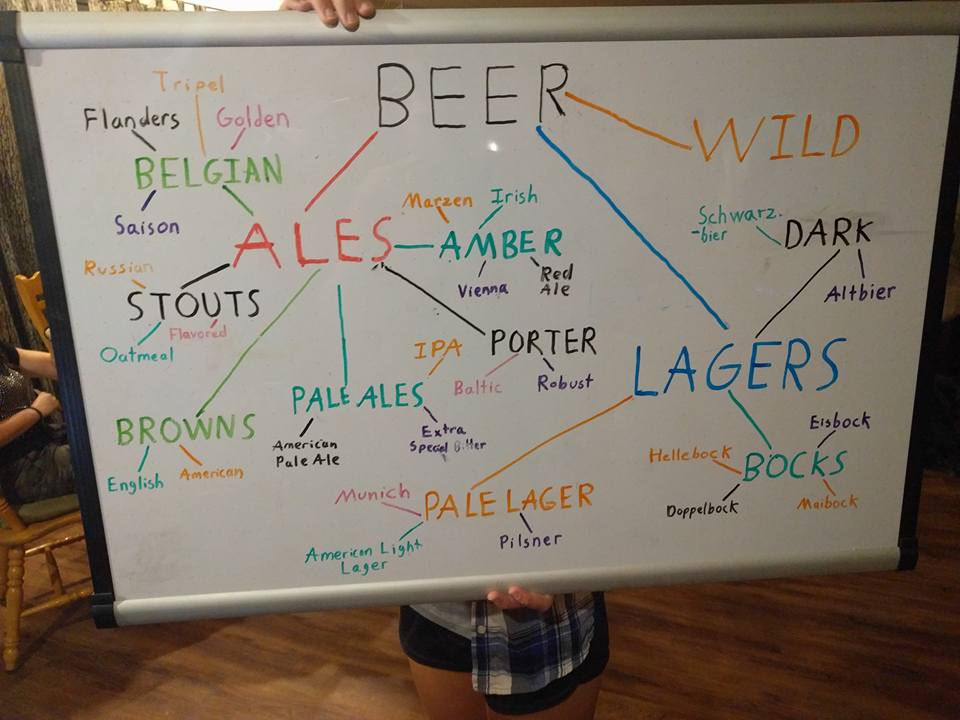 BEER
WILD
Tripel
Flanders
Golden
BELGIAN
Saison
ALES
Marzen
Irish
AMBER
Vienna
Red
Ale
Schwarz-
-bier
DARK
Altbier
Russian
STOUTS
Flavored
Oatmeal
IPA
PORTER
Baltic
Robust
LAGERS
PALE ALES
American
Pale Ale
Extra
Special Bitter
BROWNS
English
American
Eisbock
Hellebock
BOCKS
Doppelbock
Maibock
Munich
PALE LAGER
American Light
Lager
Pilsner